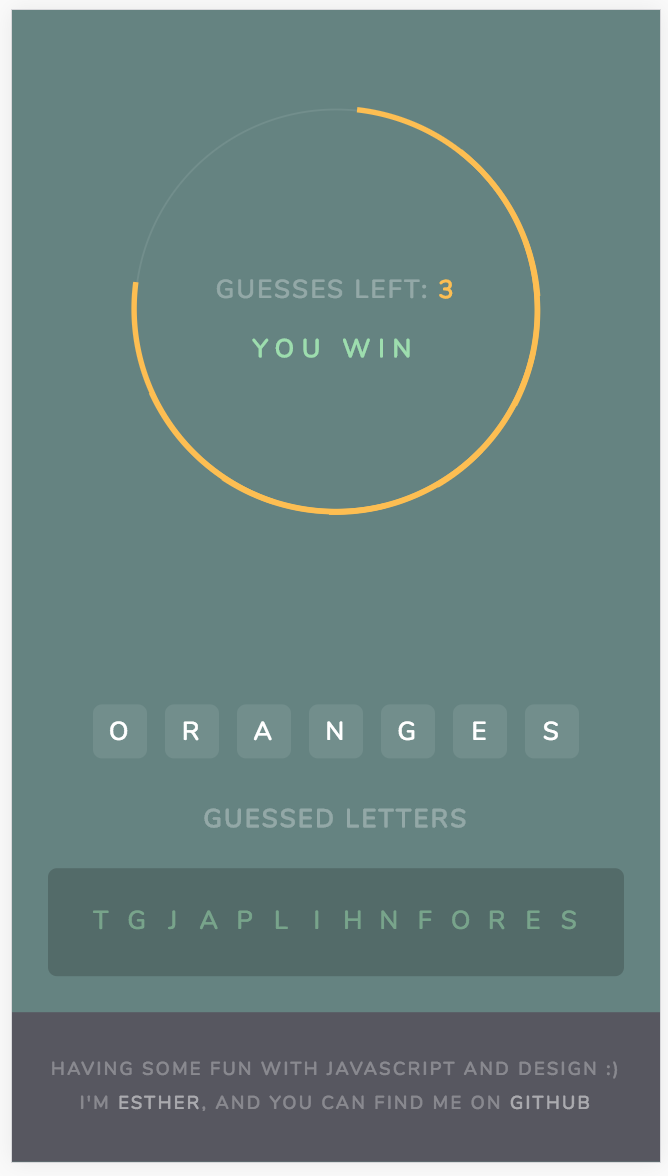 GUESSES LEFT: 3
YOU WIN
O R A N G E S
GUESSED LETTERS
T G J A P L I H N F O R E S
HAVING SOME FUN WITH JAVASCRIPT AND DESIGN :)
I'M ESTHER, AND YOU CAN FIND ME ON GITHUB